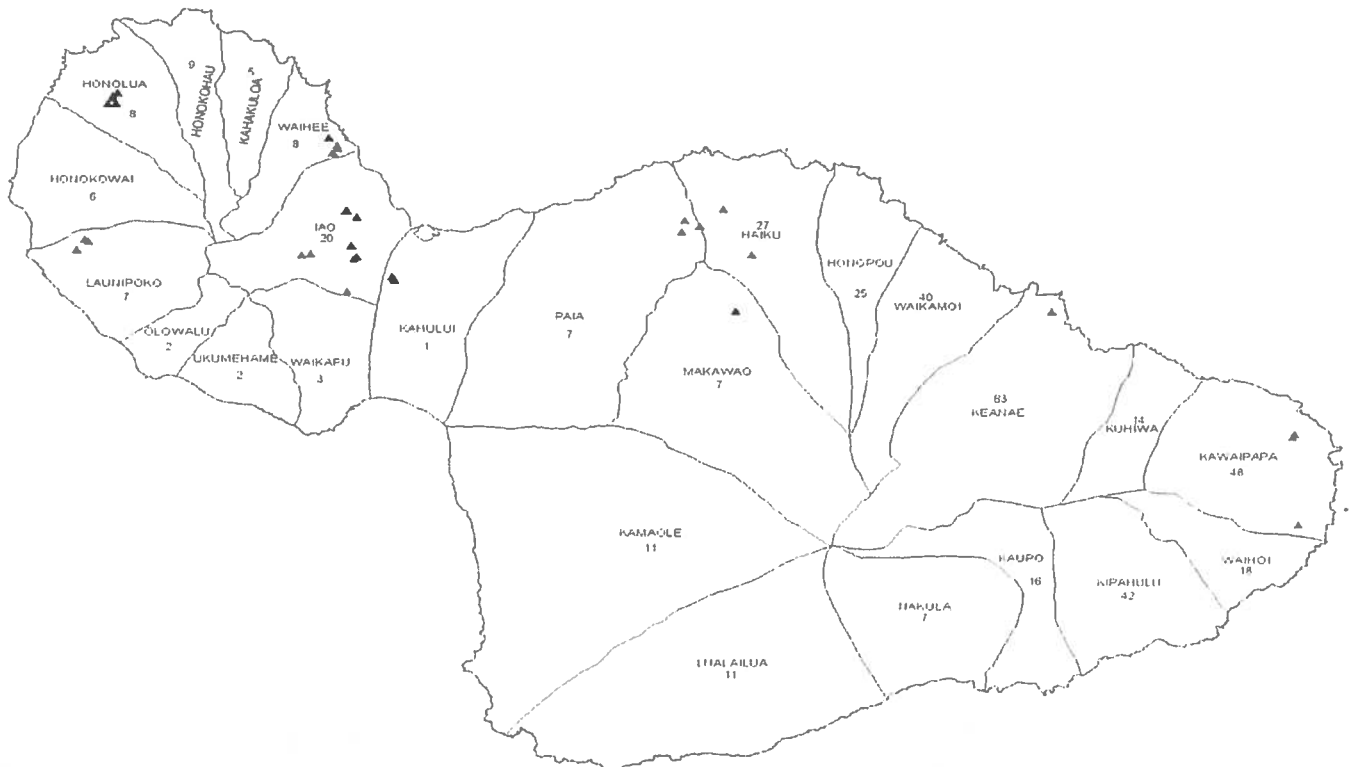 HONOLUA
8
9
HONOKOHAU
5
KAHAKULOA
WAIHEE
8
HONOKOWAI
6
IAO
20
LAUNIPOKO
7
OLOWALU
2
UKUMEHAME
2
WAIKAPU
3
KAHULUI
1
PAIA
7
MAKAWAO
7
27
HAIKU
HONOPOU
25
40
WAIKAMOI
83
KEANAE
14
KUHIWA
KAWAIPAPA
48
WAIHOI
18
KIPAHULU
42
KAUPO
16
NAKULA
7
KAMAOLE
11
LUALAILUA
11